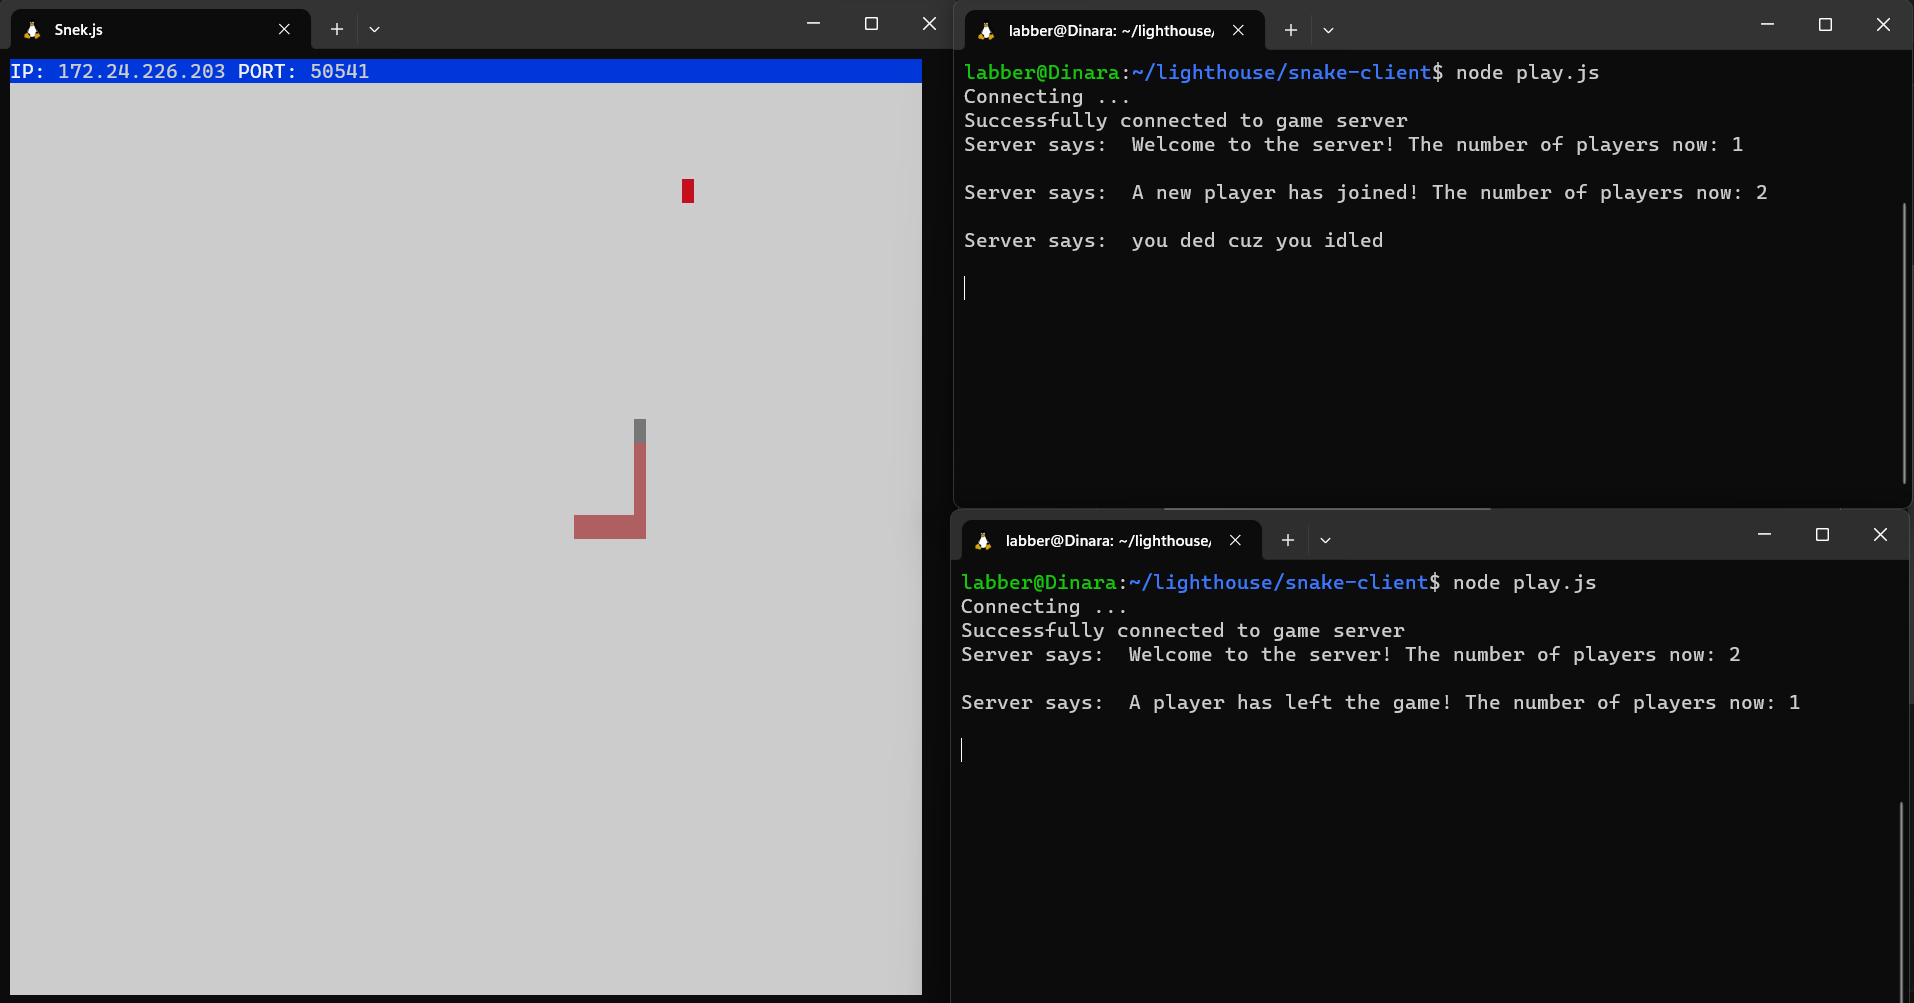 Snek.js
IP: 172.24.226.203 PORT: 50541
labber@Dinara: ~/lighthouse/
labber@Dinara:~/lighthouse/snake-client$ node play.js
Connecting ...
Successfully connected to game server
Server says:  Welcome to the server! The number of players now: 1
Server says:  A new player has joined! The number of players now: 2
Server says:  you ded cuz you idled
labber@Dinara: ~/lighthouse/
labber@Dinara:~/lighthouse/snake-client$ node play.js
Connecting ...
Successfully connected to game server
Server says:  Welcome to the server! The number of players now: 2
Server says:  A player has left the game! The number of players now: 1